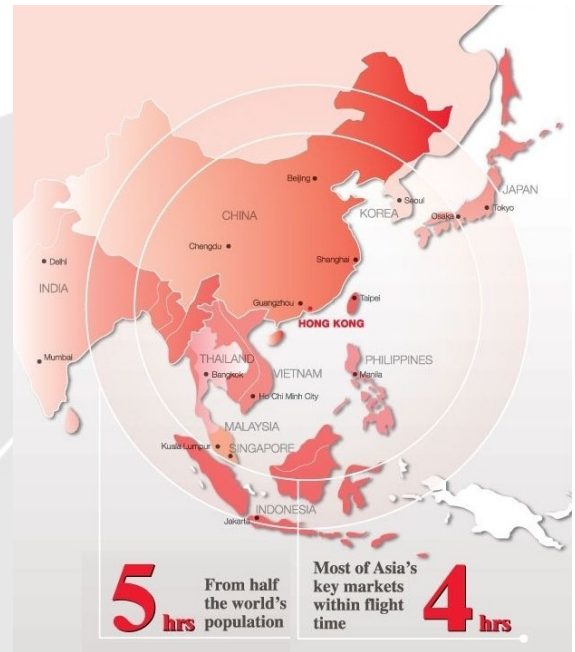 Beijing
CHINA
KOREA
Seoul
JAPAN
Osaka
Tokyo
Chengdu
Shanghai
Delhi
INDIA
Guangzhou
Taipei
HONG KONG
Mumbai
THAILAND
Bangkok
VIETNAM
PHILIPPINES
Manila
Ho Chi Minh City
MALAYSIA
Kuala Lumpur
SINGAPORE
INDONESIA
Jakarta
5 hrs
From half
the world's
population
Most of Asia's
key markets
within flight
time
4 hrs